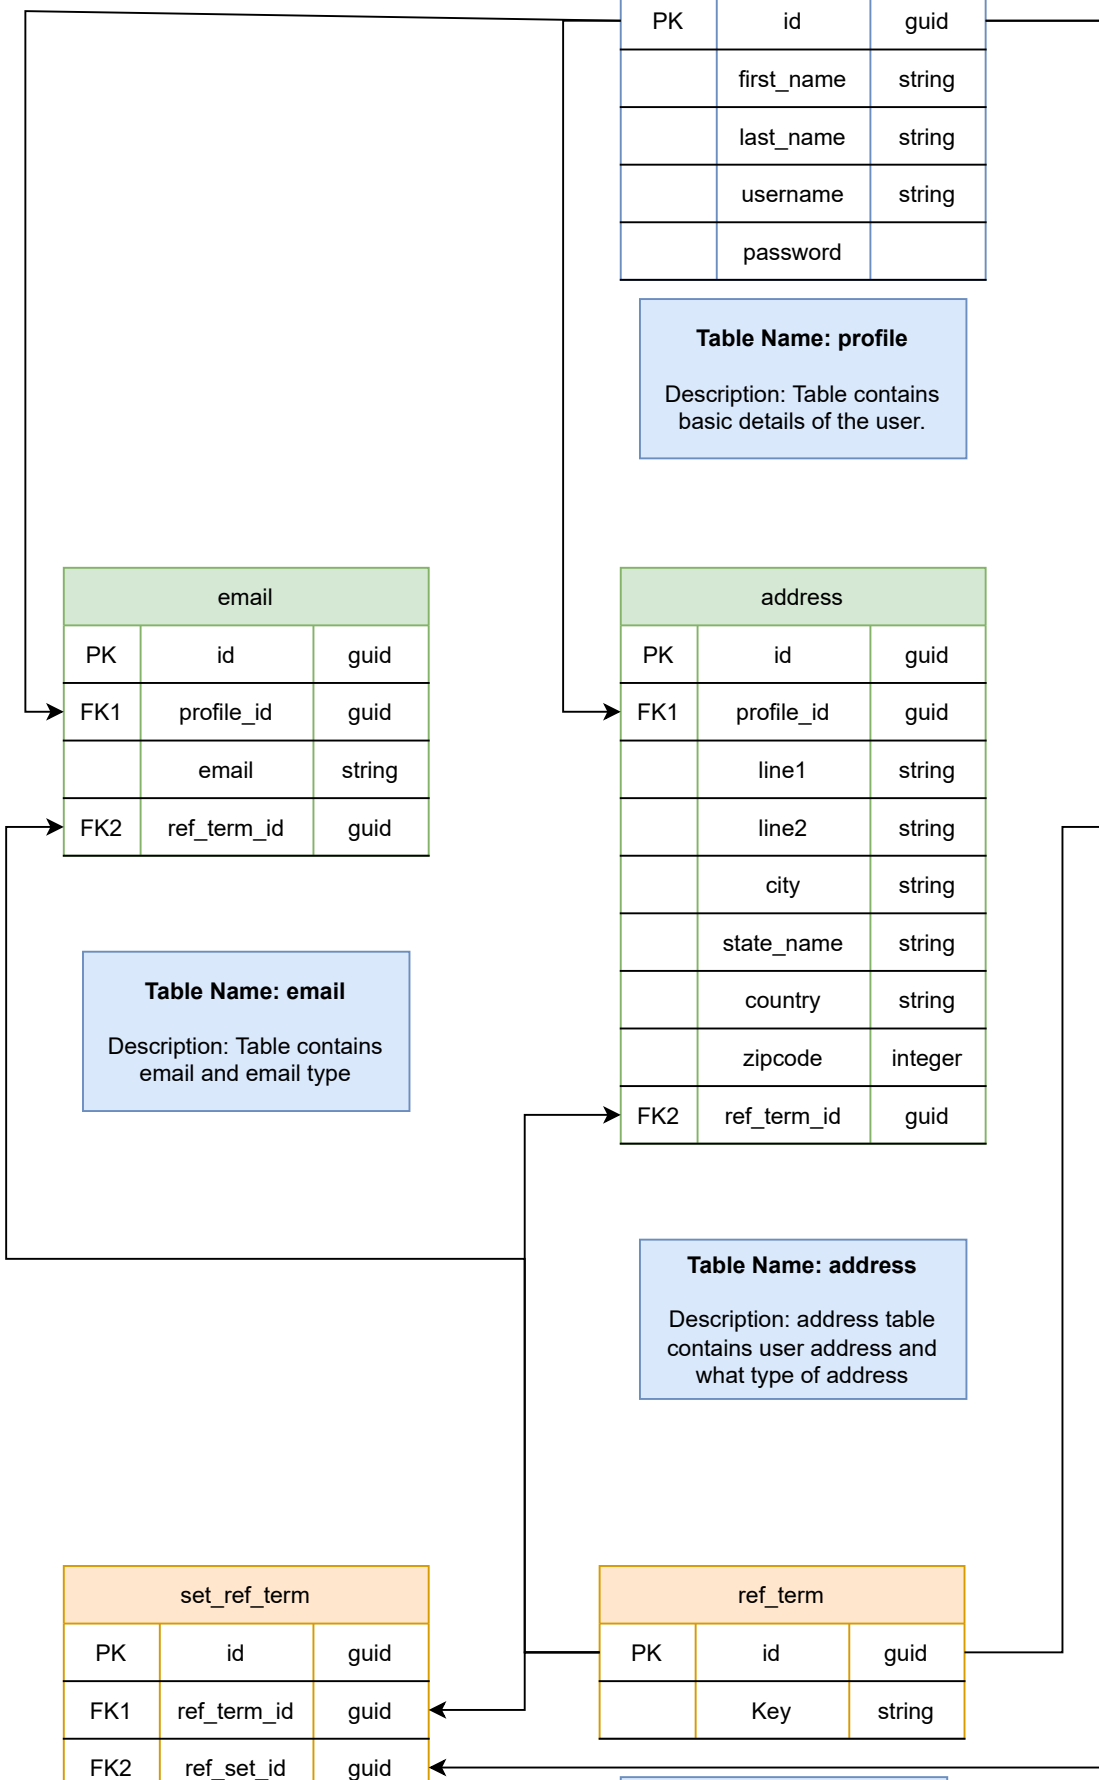 PK id guid
first_name string
last_name string
username string
password
Table Name: profile
Description: Table contains
basic details of the user.
email
PK id guid
FK1 profile_id guid
email string
FK2 ref_term_id guid
Table Name: email
Description: Table contains
email and email type
address
PK id guid
FK1 profile_id guid
line1 string
line2 string
city string
state_name string
country string
zipcode integer
FK2 ref_term_id guid
Table Name: address
Description: address table
contains user address and
what type of address
set_ref_term
PK id guid
FK1 ref_term_id guid
FK2 ref_set_id guid
ref_term
PK id guid
Key string